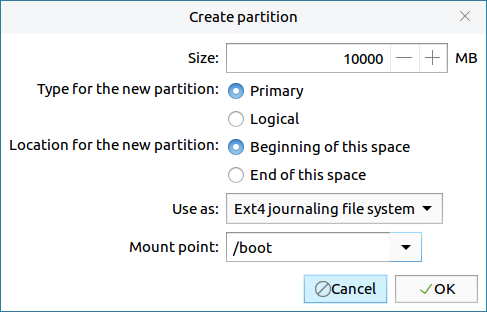 Create partition
Size: 10000 MB
Type for the new partition: Primary
Logical
Location for the new partition: Beginning of this space
End of this space
Use as: Ext4 journaling file system
Mount point: /boot
Cancel OK